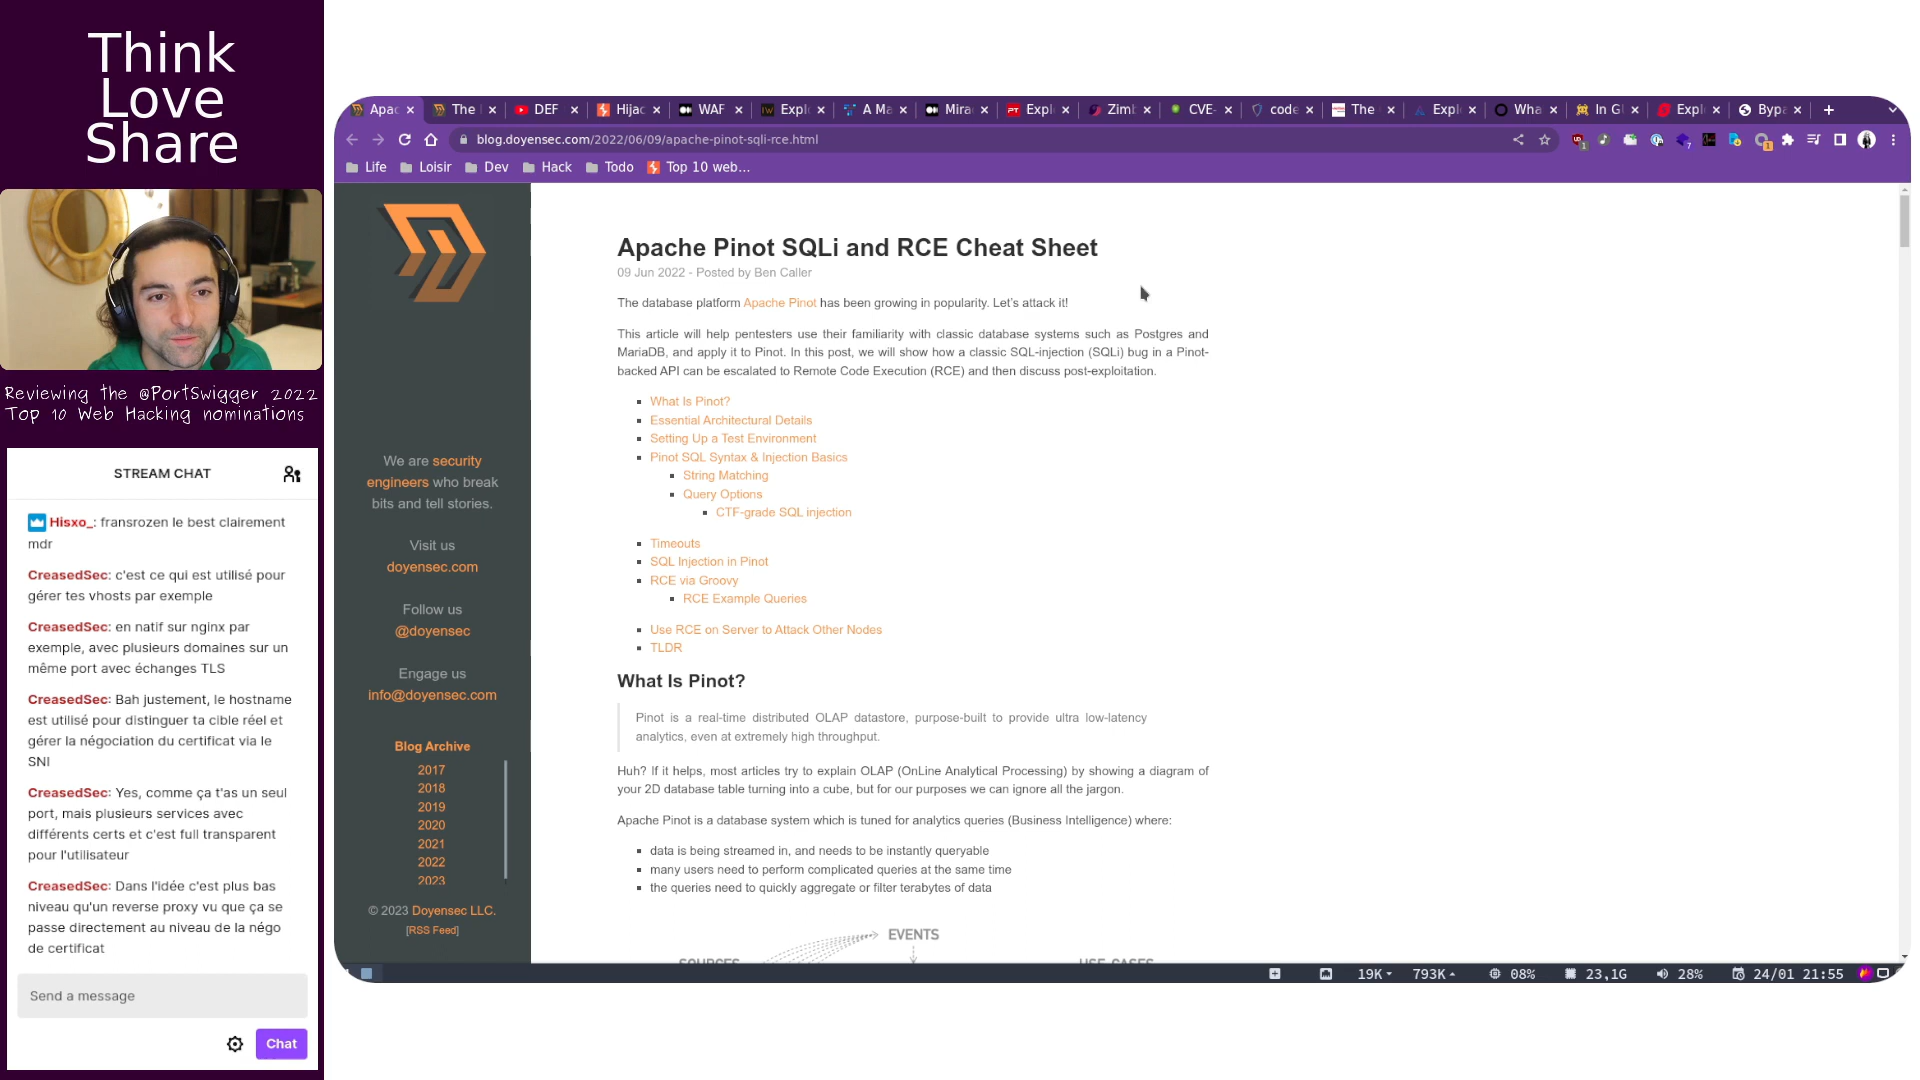 Think
Love
Share
Reviewing the @PortSwigger 2022
Top 10 Web Hacking nominations
STREAM CHAT
Hisxo_: fransrozen le best clairement
mdr
CreasedSec: c'est ce qui est utilisé pour
gérer tes vhosts par exemple
CreasedSec: en natif sur nginx par
exemple, avec plusieurs domaines sur un
même port avec échanges TLS
CreasedSec: Bah justement, le hostname
est utilisé pour distinguer ta cible réel et
gérer la négociation du certificat via le
SNI
CreasedSec: Yes, comme ça t'as un seul
port, mais plusieurs services avec
différents certs et c'est full transparent
pour l'utilisateur
CreasedSec: Dans l'idée c'est plus bas
niveau qu'un reverse proxy vu que ça se
passe directement au niveau de la négo
de certificat
Send a message
Chat
Apac The DEF Hijac WAF Explo A Ma Mira Expl Zimb CVE- code The Expl Wha In G Expl Bypa
blog.doyensec.com/2022/06/09/apache-pinot-sqli-rce.html
Life Loisir Dev Hack Todo Top 10 web...
We are security
engineers who break
bits and tell stories.
Visit us
doyensec.com
Follow us
@doyensec
Engage us
info@doyensec.com
Blog Archive
2017
2018
2019
2020
2021
2022
2023
© 2023 Doyensec LLC.
[RSS Feed]
Apache Pinot SQLi and RCE Cheat Sheet
09 Jun 2022 - Posted by Ben Caller
The database platform Apache Pinot has been growing in popularity. Let's attack it!
This article will help pentesters use their familiarity with classic database systems such as Postgres and
MariaDB, and apply it to Pinot. In this post, we will show how a classic SQL-injection (SQLi) bug in a Pinot-
backed API can be escalated to Remote Code Execution (RCE) and then discuss post-exploitation.
What Is Pinot?
Essential Architectural Details
Setting Up a Test Environment
Pinot SQL Syntax & Injection Basics
String Matching
Query Options
CTF-grade SQL injection
Timeouts
SQL Injection in Pinot
RCE via Groovy
RCE Example Queries
Use RCE on Server to Attack Other Nodes
TLDR
What Is Pinot?
Pinot is a real-time distributed OLAP datastore, purpose-built to provide ultra low-latency
analytics, even at extremely high throughput.
Huh? If it helps, most articles try to explain OLAP (OnLine Analytical Processing) by showing a diagram of
your 2D database table turning into a cube, but for our purposes we can ignore all the jargon.
Apache Pinot is a database system which is tuned for analytics queries (Business Intelligence) where:
data is being streamed in, and needs to be instantly queryable
many users need to perform complicated queries at the same time
the queries need to quickly aggregate or filter terabytes of data
EVENTS
SOURCES USE CASES
19K 793K 08% 23,1G 28% 24/01 21:55